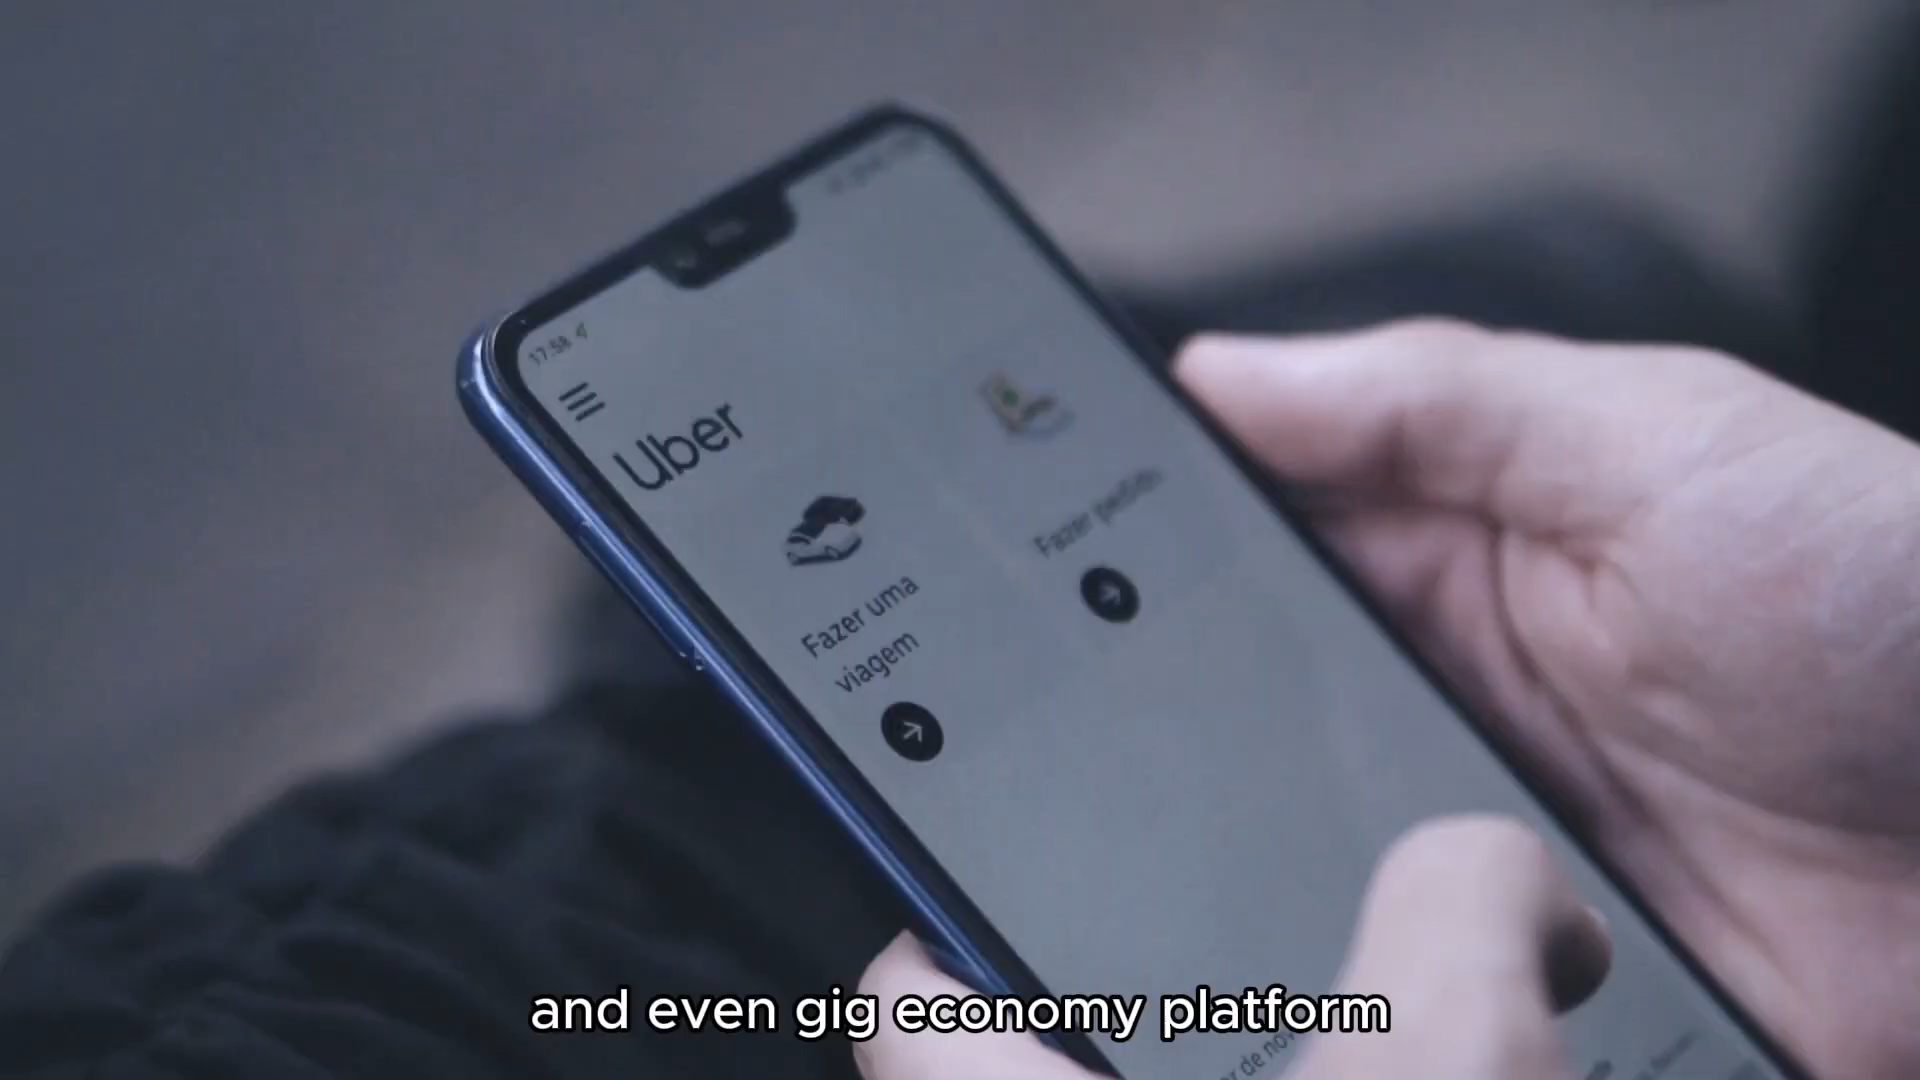 17:58
Uber
Fazer uma
viagem
Fazer pedido
and even gig economy platform